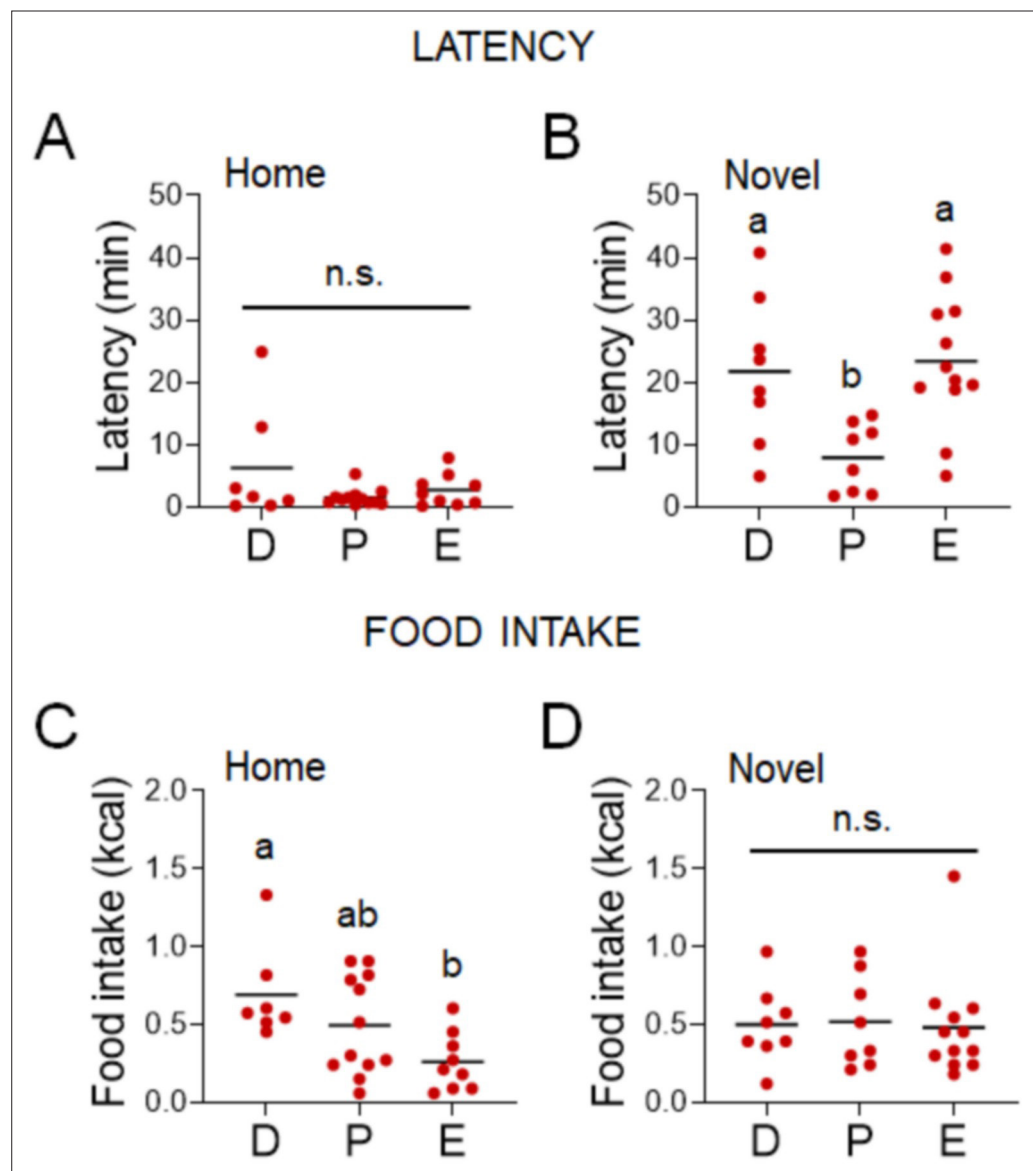 LATENCY
A
Home
Latency (min)
50
40
30
20
10
0
n.s.
D P E
B
Novel
Latency (min)
50
40
30
20
10
0
a
b
a
D P E
FOOD INTAKE
C
Home
Food intake (kcal)
2.0
1.5
1.0
0.5
0.0
a
ab
b
D P E
D
Novel
Food intake (kcal)
2.0
1.5
1.0
0.5
0.0
n.s.
D P E